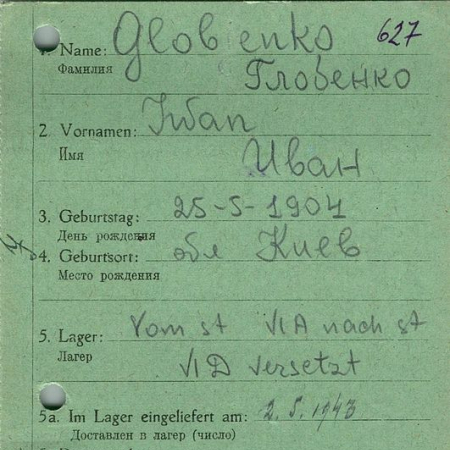 627
1. Name: Globenko
Фамилия Глобенко
2. Vornamen: Iwan
Имя Иван
3. Geburtstag: 25-5-1904
День рождения
4. Geburtsort: обл Киев
Место рождения
5. Lager: Vom st VI A nach st
Лагер VI D versetzt
5a. Im Lager eingeliefert am: 2.5.1943
Доставлен в лагер (число)